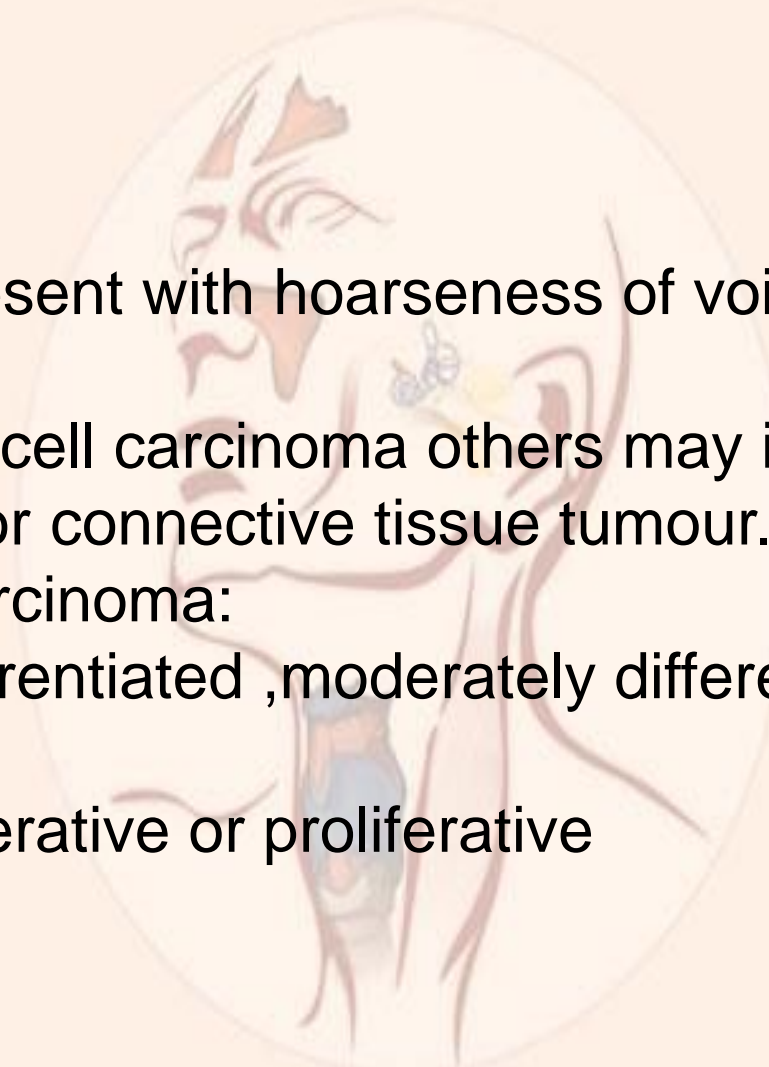 sent with hoarseness of voi
cell carcinoma others may i
or connective tissue tumour.
rcinoma:
rentiated ,moderately differe
erative or proliferative